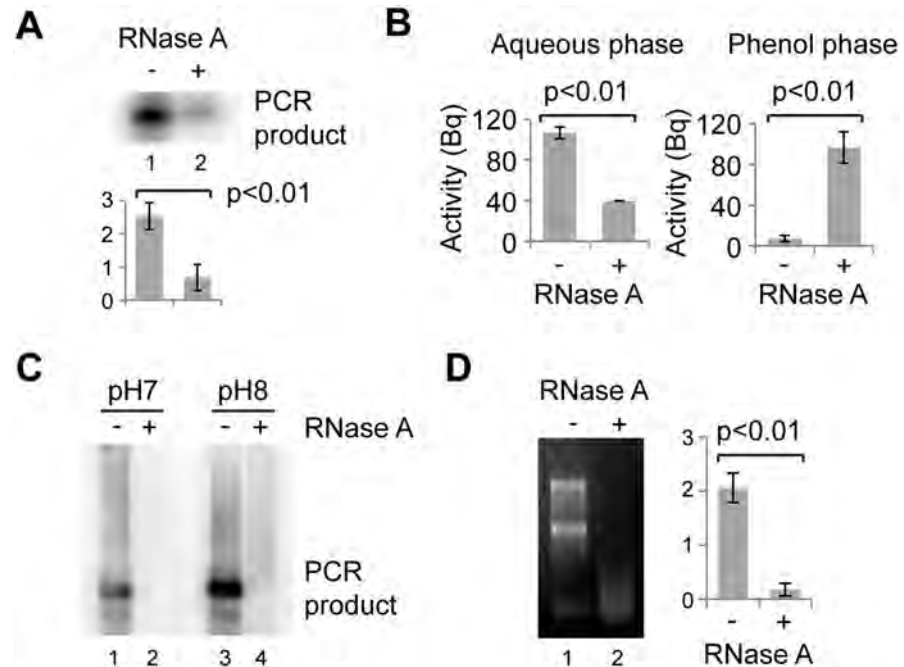 A
RNase A
- +
PCR
product
1 2
p<0.01
3
2
1
0
B
Aqueous phase
p<0.01
Activity (Bq)
120
80
40
0
- +
RNase A
Phenol phase
p<0.01
Activity (Bq)
120
80
40
0
- +
RNase A
C
pH7 pH8
- + - + RNase A
PCR
product
1 2 3 4
D
RNase A
- +
1 2
3
2
1
0
p<0.01
- +
RNase A